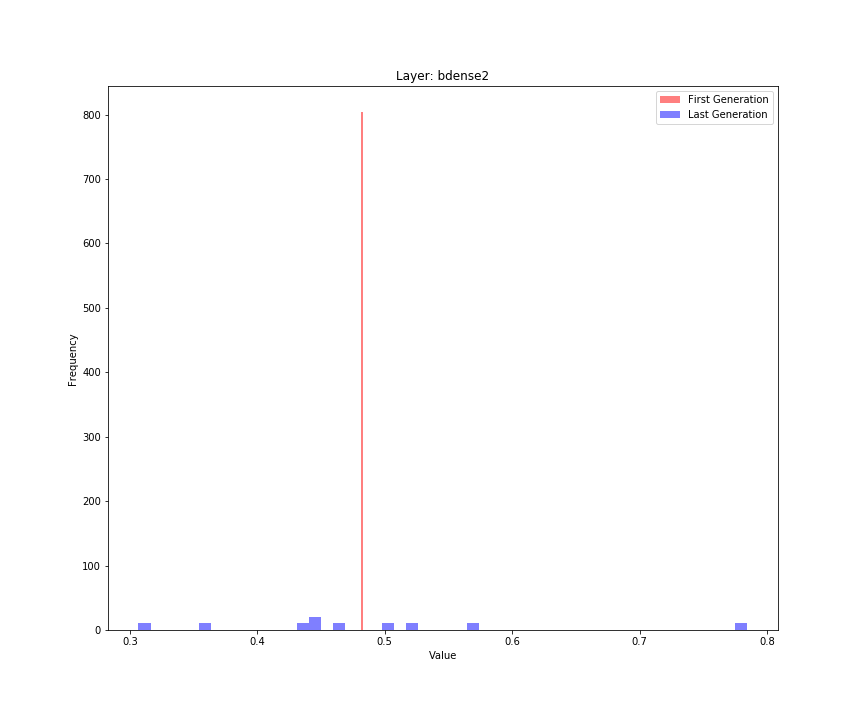 Layer: bdense2
First Generation
Last Generation
800
700
600
500
400
300
200
100
0
Frequency
0.3 0.4 0.5 0.6 0.7 0.8
Value